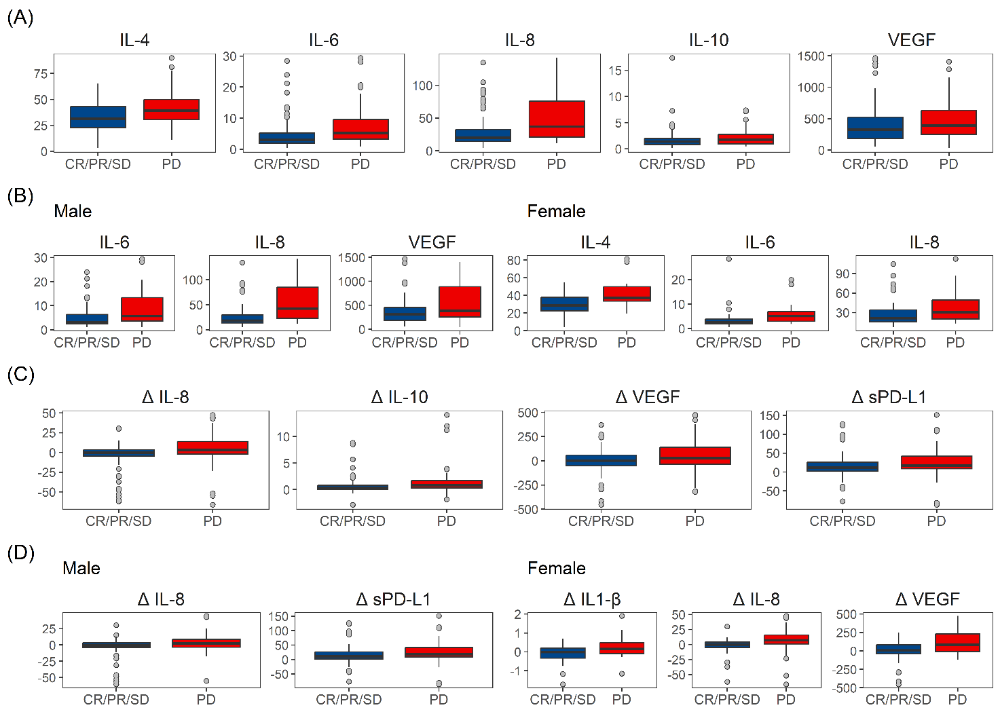 (A)
IL-4 IL-6 IL-8 IL-10 VEGF
75 50 25 0
30 20 10 0
100 50 0
15 10 5 0
1500 1000 500 0
CR/PR/SD PD CR/PR/SD PD CR/PR/SD PD CR/PR/SD PD CR/PR/SD PD
(B)
Male Female
IL-6 IL-8 VEGF IL-4 IL-6 IL-8
30 20 10 0
100 50 0
1500 1000 500 0
80 60 40 20 0
20 10 0
90 60 30
CR/PR/SD PD CR/PR/SD PD CR/PR/SD PD CR/PR/SD PD CR/PR/SD PD CR/PR/SD PD
(C)
Δ IL-8 Δ IL-10 Δ VEGF Δ sPD-L1
50 25 0 -25 -50
10 5 0
500 250 0 -250 -500
150 100 50 0 -50
CR/PR/SD PD CR/PR/SD PD CR/PR/SD PD CR/PR/SD PD
(D)
Male Female
Δ IL-8 Δ sPD-L1 Δ IL1-β Δ IL-8 Δ VEGF
25 0 -25 -50
150 100 50 0 -50
2 1 0 -1
50 25 0 -25 -50
500 250 0 -250 -500
CR/PR/SD PD CR/PR/SD PD CR/PR/SD PD CR/PR/SD PD CR/PR/SD PD